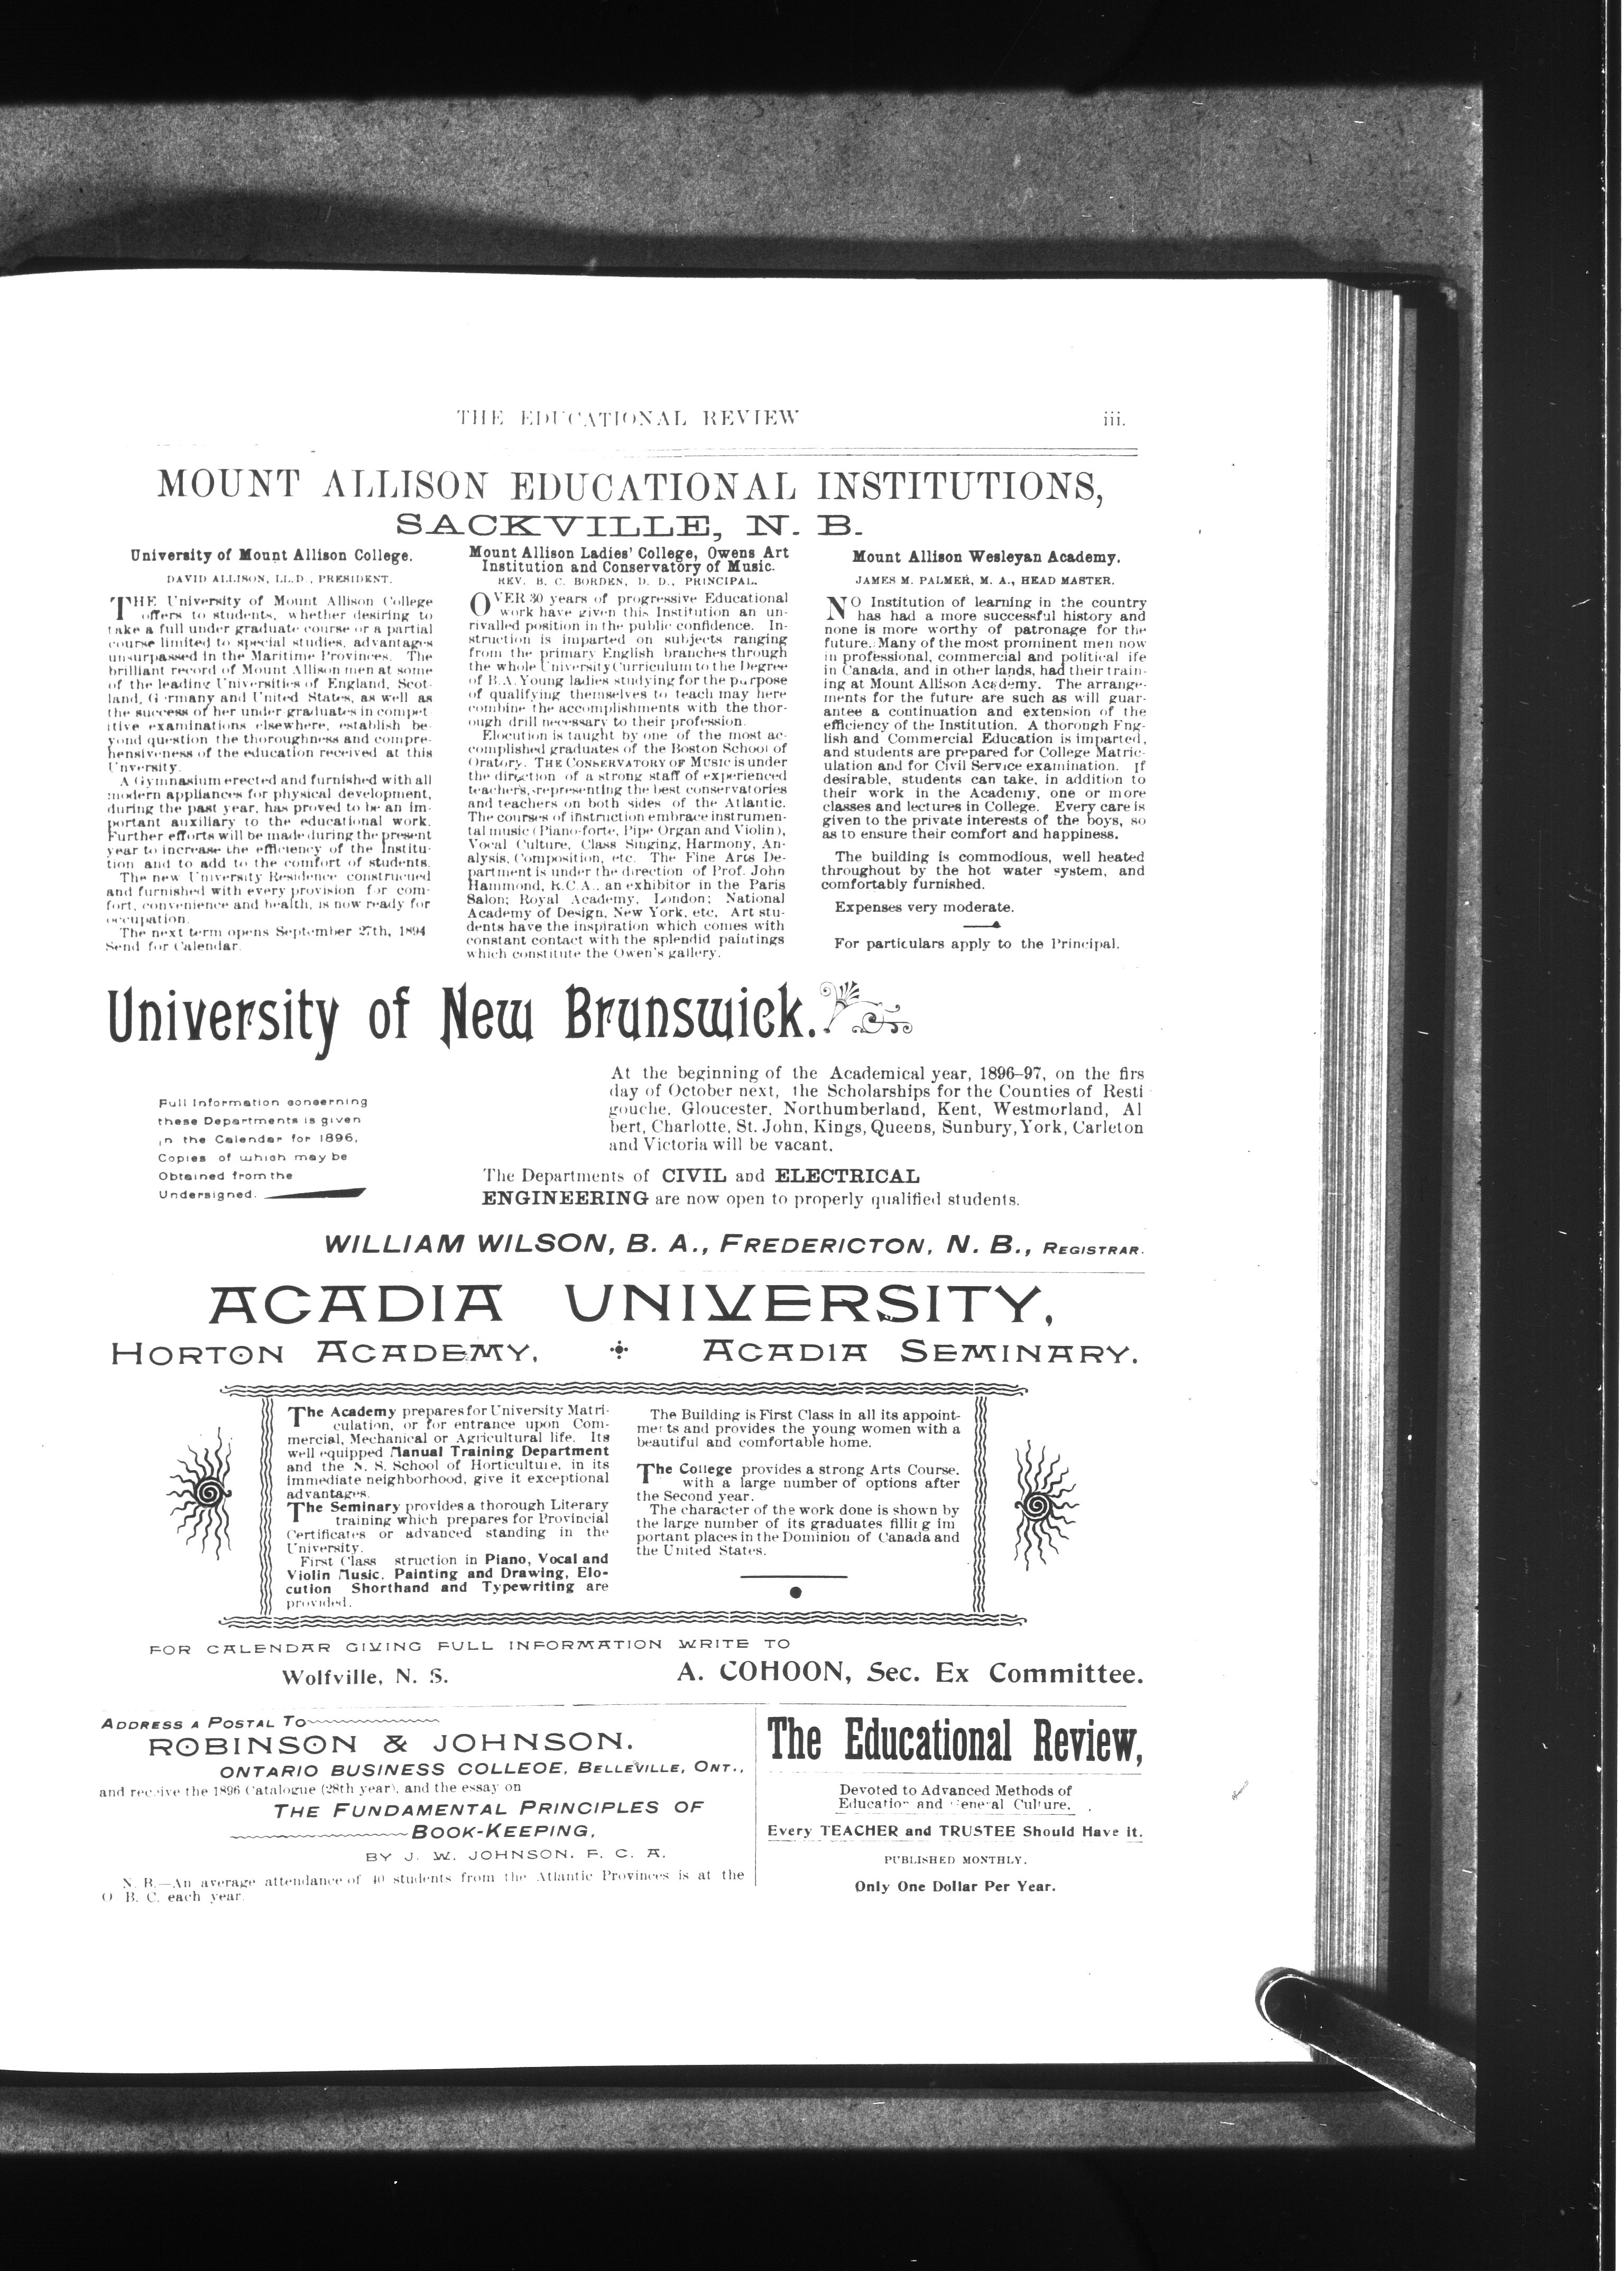 THE EDUCATIONAL REVIEW iii.
MOUNT ALLISON EDUCATIONAL INSTITUTIONS,
SACKVILLE, N. B.
University of Mount Allison College.
DAVID ALLISON, LL.D., PRESIDENT.
THE University of Mount Allison College
offers to students, whether desiring to
take a full under graduate course or a partial
course limited to special studies, advantages
unsurpassed in the Maritime Provinces. The
brilliant record of Mount Allison men at some
of the leading Universities of England, Scot-
land, G rmany and United States, as well as
the success of her under graduates in compet
itive examinations elsewhere, establish be-
yond question the thoroughness and compre-
hensiveness of the education received at this
Unversity.
A Gymnasium erected and furnished with all
modern appliances for physical development,
during the past year, has proved to be an im-
portant auxiliary to the educational work.
Further efforts will be made during the present
year to increase the efficiency of the Institu-
tion and to add to the comfort of students.
The new University Residence construcued
and furnished with every provision for com-
fort, convenience and health, is now ready for
occupation.
The next term opens September 27th, 1894
Send for Calendar.
Mount Allison Ladies' College, Owens Art
Institution and Conservatory of Music.
REV. B. C. BORDEN, D. D., PRINCIPAL.
OVER 30 years of progressive Educational
work have given this Institution an un-
rivalled position in the public confidence. In-
struction is imparted on subjects ranging
from the primary English branches through
the whole University Curriculum to the Degree
of B.A. Young ladies studying for the purpose
of qualifying themselves to teach may here
combine the accomplishments with the thor-
ough drill necessary to their profession.
Elocution is taught by one of the most ac-
complished graduates of the Boston School of
Oratory. THE CONSERVATORY OF MUSIC is under
the direction of a strong staff of experienced
teachers, representing the best conservatories
and teachers on both sides of the Atlantic.
The courses of instruction embrace instrumen-
tal music (Piano-forte, Pipe Organ and Violin),
Vocal Culture, Class Singing, Harmony, An-
alysis, Composition, etc. The Fine Arts De-
partment is under the direction of Prof. John
Hammond, R.C.A., an exhibitor in the Paris
Salon; Royal Academy, London; National
Academy of Design, New York, etc. Art stu-
dents have the inspiration which comes with
constant contact with the splendid paintings
which constitute the Owen's gallery.
Mount Allison Wesleyan Academy.
JAMES M. PALMER, M. A., HEAD MASTER.
NO Institution of learning in the country
has had a more successful history and
none is more worthy of patronage for the
future. Many of the most prominent men now
in professional, commercial and political ife
in Canada, and in other lands, had their train-
ing at Mount Allison Academy. The arrange-
ments for the future are such as will guar-
antee a continuation and extension of the
efficiency of the Institution. A thorongh Eng-
lish and Commercial Education is imparted,
and students are prepared for College Matric-
ulation and for Civil Service examination. If
desirable, students can take, in addition to
their work in the Academy, one or more
classes and lectures in College. Every care is
given to the private interests of the boys, so
as to ensure their comfort and happiness.
The building is commodious, well heated
throughout by the hot water system, and
comfortably furnished.
Expenses very moderate.
For particulars apply to the Principal.
University of New Brunswick.
Full Information concerning
these Departments is given
in the Calendar for 1896,
Copies of which may be
Obtained from the
Undersigned.
At the beginning of the Academical year, 1896-97, on the firs
day of October next, the Scholarships for the Counties of Resti
gouche, Gloucester, Northumberland, Kent, Westmorland, Al
bert, Charlotte, St. John, Kings, Queens, Sunbury, York, Carleton
and Victoria will be vacant.
The Departments of CIVIL and ELECTRICAL
ENGINEERING are now open to properly qualified students.
WILLIAM WILSON, B. A., FREDERICTON, N. B., REGISTRAR.
ACADIA UNIVERSITY,
HORTON ACADEMY, ACADIA SEMINARY.
The Academy prepares for University Matri-
culation, or for entrance upon Com-
mercial, Mechanical or Agricultural life. Its
well equipped Manual Training Department
and the N. S. School of Horticulture, in its
immediate neighborhood, give it exceptional
advantages.
The Seminary provides a thorough Literary
training which prepares for Provincial
Certificates or advanced standing in the
University.
First Class struction in Piano, Vocal and
Violin Music, Painting and Drawing, Elo-
cution Shorthand and Typewriting are
provided.
The Building is First Class in all its appoint-
merts and provides the young women with a
beautiful and comfortable home.
The College provides a strong Arts Course,
with a large number of options after
the Second year.
The character of the work done is shown by
the large number of its graduates filling im
portant places in the Dominion of Canada and
the United States.
FOR CALENDAR GIVING FULL INFORMATION WRITE TO
Wolfville, N. S. A. COHOON, Sec. Ex Committee.
ADDRESS A POSTAL TO
ROBINSON & JOHNSON.
ONTARIO BUSINESS COLLEOE, BELLEVILLE, ONT.,
and receive the 1896 Catalogue (28th year), and the essay on
THE FUNDAMENTAL PRINCIPLES OF
BOOK-KEEPING,
BY J. W. JOHNSON, F. C. A.
N. B.—An average attendance of 40 students from the Atlantic Provinces is at the
O B. C. each year.
The Educational Review,
Devoted to Advanced Methods of
Education and General Culture.
Every TEACHER and TRUSTEE Should Have it.
PUBLISHED MONTHLY.
Only One Dollar Per Year.